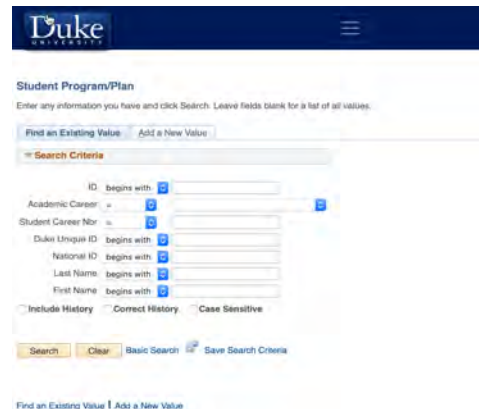 Duke
UNIVERSITY
Student Program/Plan
Enter any information you have and click Search. Leave fields blank for a list of all values.
Find an Existing Value Add a New Value
Search Criteria
ID begins with
Academic Career =
Student Career Nbr =
Duke Unique ID begins with
National ID begins with
Last Name begins with
First Name begins with
Include History Correct History Case Sensitive
Search Clear Basic Search Save Search Criteria
Find an Existing Value | Add a New Value